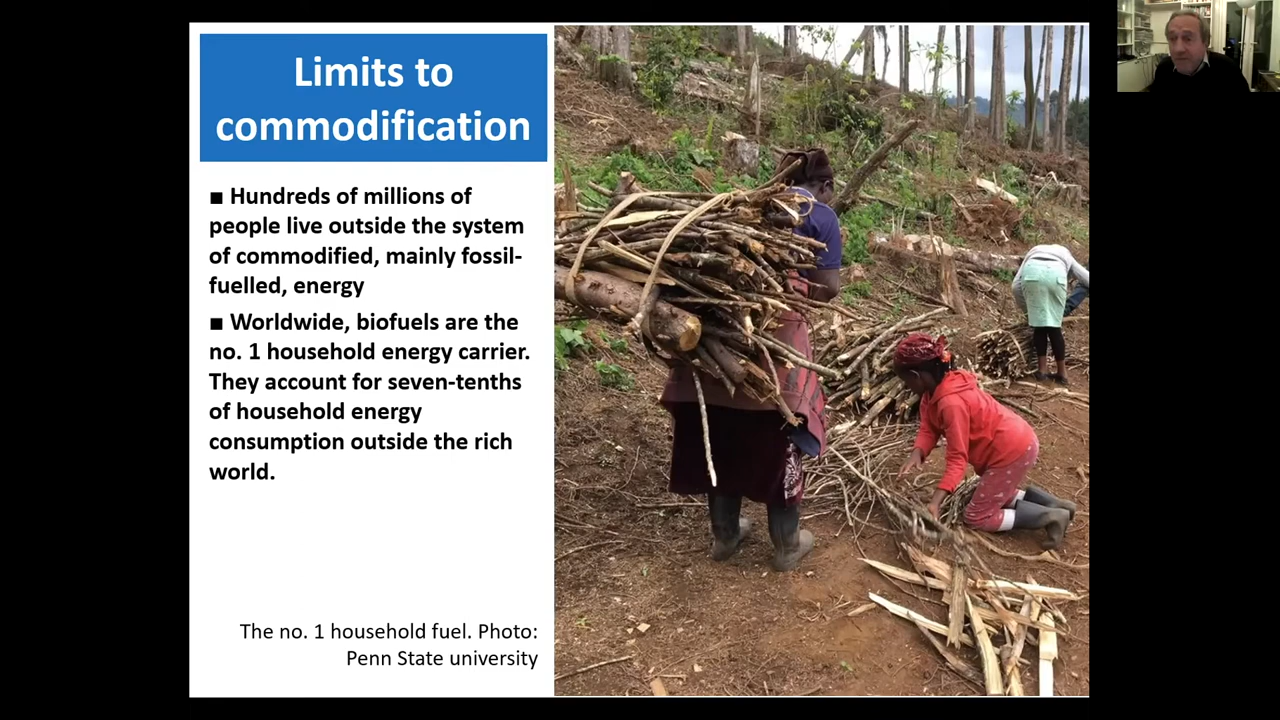 Limits to
commodification
■ Hundreds of millions of
people live outside the system
of commodified, mainly fossil-
fuelled, energy
■ Worldwide, biofuels are the
no. 1 household energy carrier.
They account for seven-tenths
of household energy
consumption outside the rich
world.
The no. 1 household fuel. Photo:
Penn State university